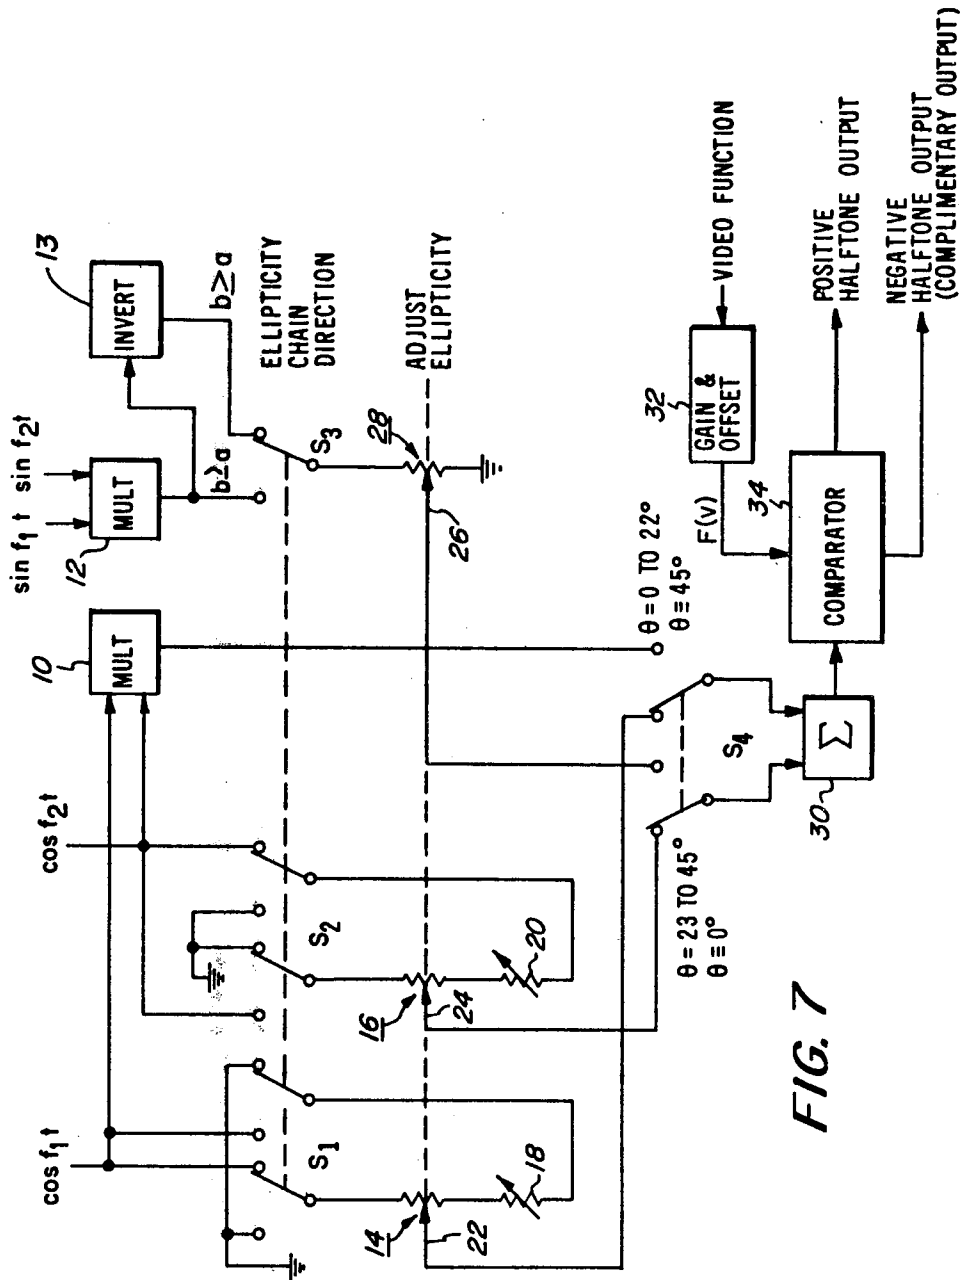 cos f₁t
cos f₂t
sin f₁t
sin f₂t
10
MULT
12
MULT
13
INVERT
b≥a
b≥a
ELLIPTICITY
CHAIN
DIRECTION
S₁
S₂
S₃
ADJUST
ELLIPTICITY
14
22
18
16
24
20
26
28
θ = 23 TO 45°
θ ≡ 0°
S₄
θ = 0 TO 22°
θ ≡ 45°
30
Σ
F(v)
32
GAIN &
OFFSET
VIDEO FUNCTION
34
COMPARATOR
POSITIVE
HALFTONE OUTPUT
NEGATIVE
HALFTONE OUTPUT
(COMPLIMENTARY OUTPUT)
FIG. 7